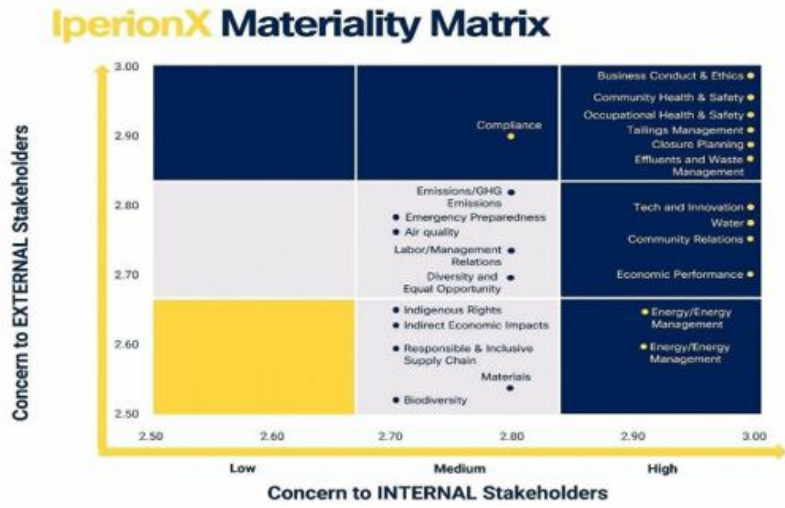 IperionX Materiality Matrix
Concern to EXTERNAL Stakeholders
3.00
2.90
2.80
2.70
2.60
2.50
Business Conduct & Ethics
Community Health & Safety
Occupational Health & Safety
Tailings Management
Closure Planning
Effluents and Waste
Management
Compliance
Emissions/GHG
Emissions
Emergency Preparedness
Air quality
Labor/Management
Relations
Diversity and
Equal Opportunity
Tech and Innovation
Water
Community Relations
Economic Performance
Indigenous Rights
Indirect Economic Impacts
Responsible & Inclusive
Supply Chain
Materials
Biodiversity
Energy/Energy
Management
Energy/Energy
Management
2.50
2.60
2.70
2.80
2.90
3.00
Low
Medium
High
Concern to INTERNAL Stakeholders